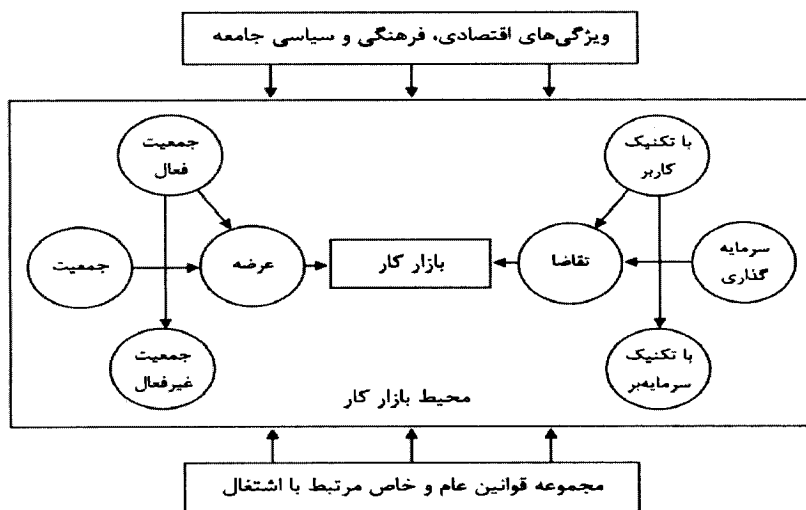 ویژگی‌های اقتصادی، فرهنگی و سیاسی جامعه
با تکنیک
کاربر
جمعیت
فعال
سرمایه
گذاری
تقاضا
بازار کار
عرضه
جمعیت
با تکنیک
سرمایه‌بر
جمعیت
غیرفعال
محیط بازار کار
مجموعه قوانین عام و خاص مرتبط با اشتغال